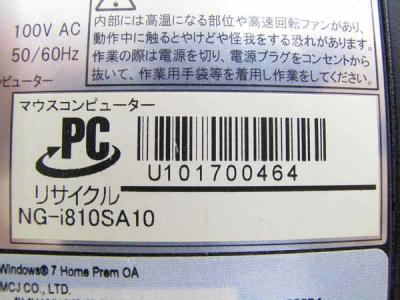 内部には高温になる部位や高速回転ファンがあり、
動作中に触るとやけどや怪我をする恐れがあります。
作業の際は電源を切り、電源プラグをコンセントから
抜いて、作業用手袋等を着用し作業をしてください。
100V AC
50/60Hz
ピューター
マウスコンピューター
PC
リサイクル
U101700464
NG-i810SA10
Windows® 7 Home Prem OA
MCJ CO., LTD